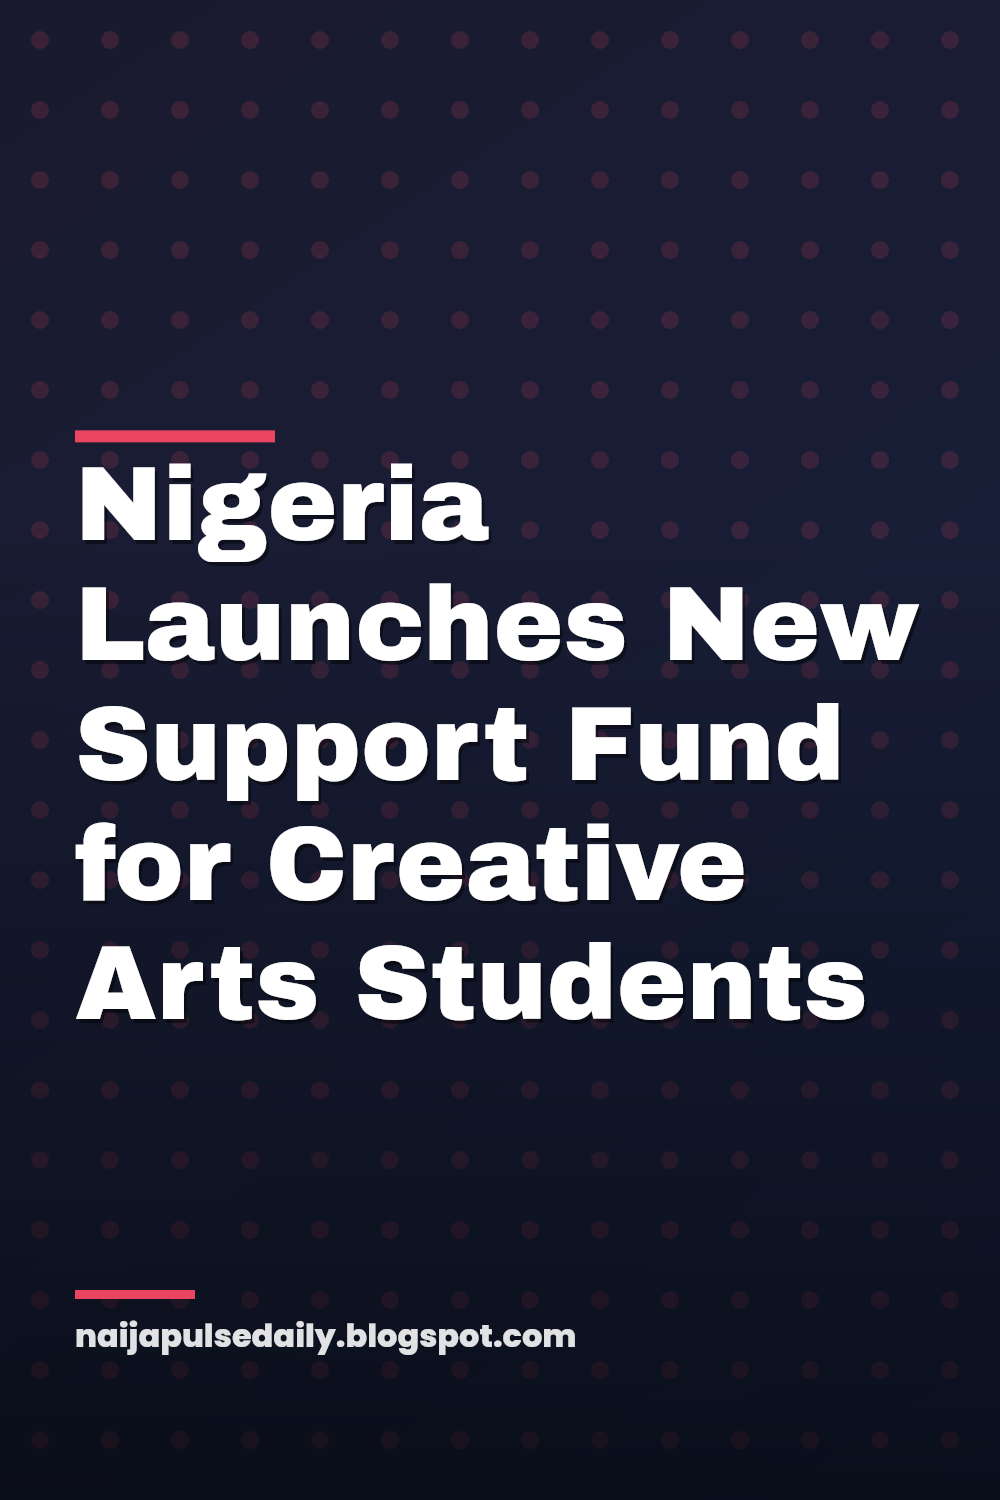 Nigeria
Launches New
Support Fund
for Creative
Arts Students
naijapulsedaily.blogspot.com